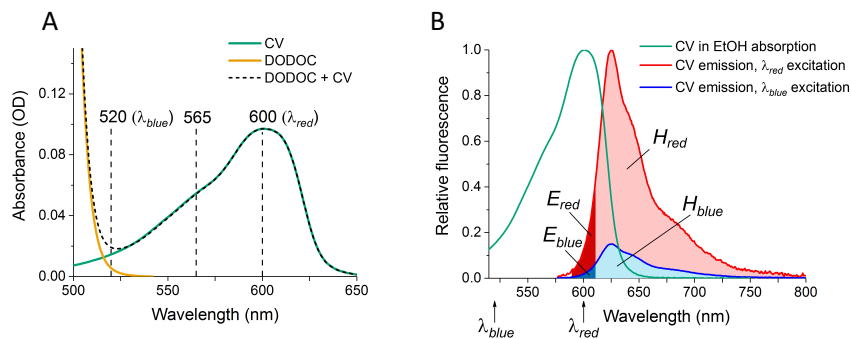 A
CV
DODOC
DODOC + CV
520 (λblue)
565
600 (λred)
Absorbance (OD)
0.12
0.08
0.04
0.00
500
550
600
650
Wavelength (nm)
B
CV in EtOH absorption
CV emission, λred excitation
CV emission, λblue excitation
Relative fluorescence
1.0
0.8
0.6
0.4
0.2
0.0
Hred
Ered
Hblue
Eblue
550
600
650
700
750
800
Wavelength (nm)
λblue
λred